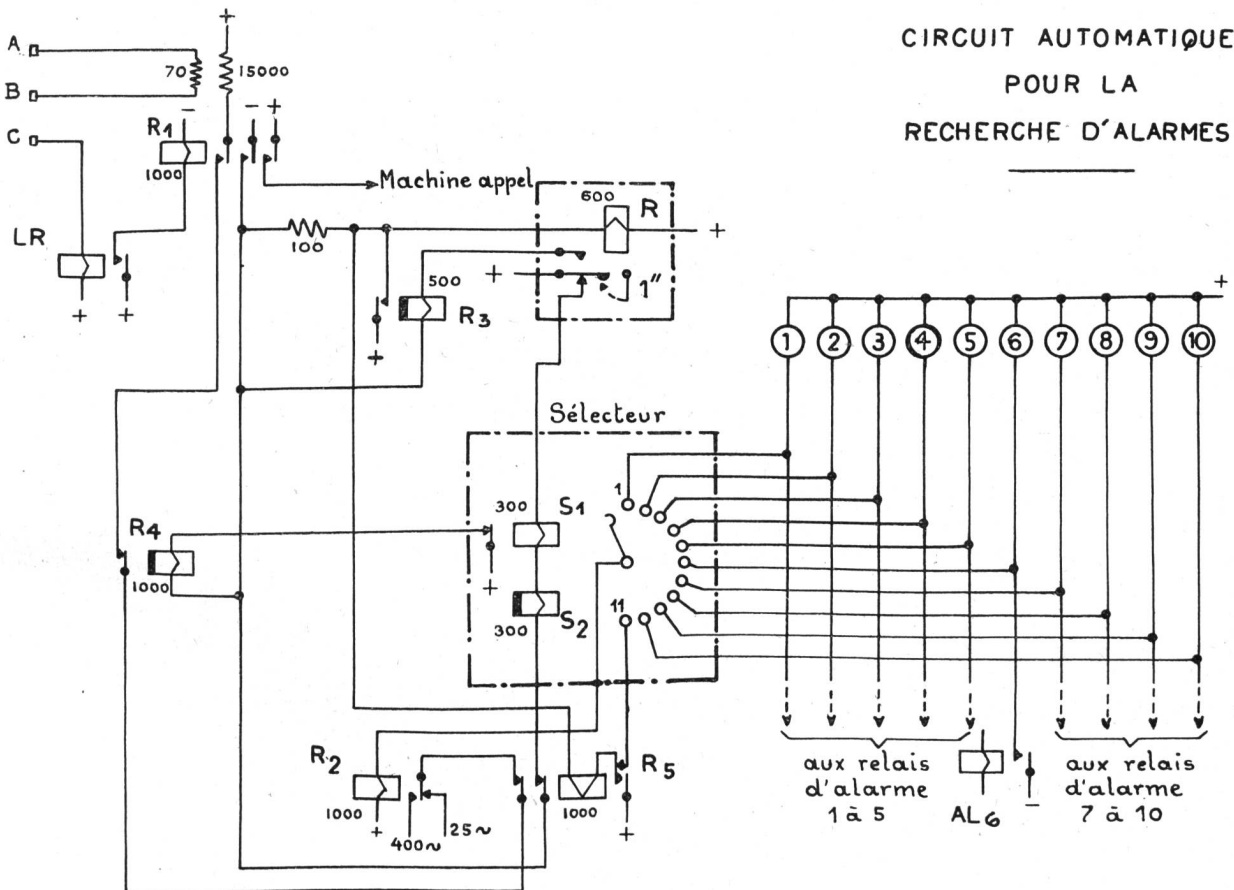 CIRCUIT AUTOMATIQUE
POUR LA
RECHERCHE D'ALARMES
+
A
70
15000
B
- - +
C
R1
1000
Machine appel
LR
+ +
100
600
R
+
500
R3
+
+
1"
+
1 2 3 4 5 6 7 8 9 10
Sélecteur
1
300
S1
R4
1000
+
300
S2
11
R2
1000
+
400~
25~
1000
R5
+
aux relais
d'alarme
1 à 5
AL6
-
aux relais
d'alarme
7 à 10